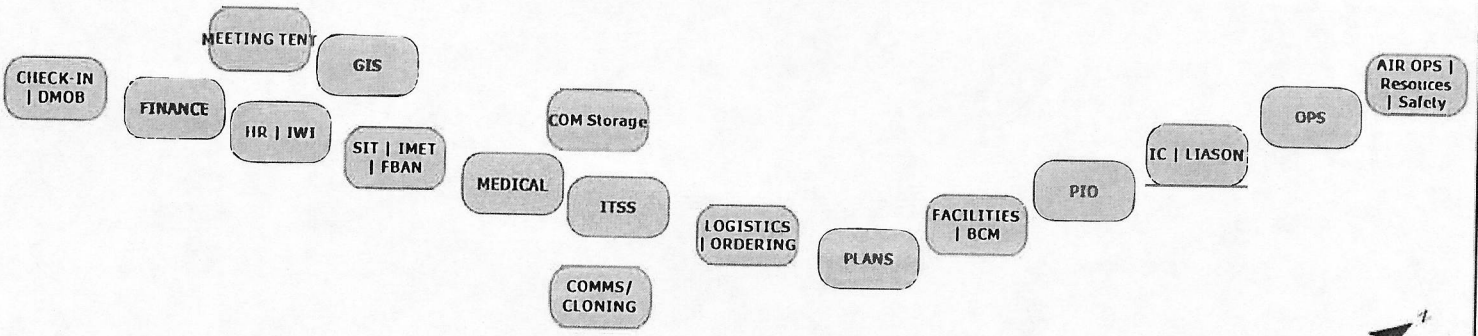 MEETING TENT
GIS
CHECK-IN
| DMOB
FINANCE
HR | IWI
SIT | IMET
| FBAN
COM Storage
MEDICAL
ITSS
COMMS/
CLONING
LOGISTICS
| ORDERING
PLANS
FACILITIES
| BCM
PIO
IC | LIASON
OPS
AIR OPS |
Resouces
| Safety